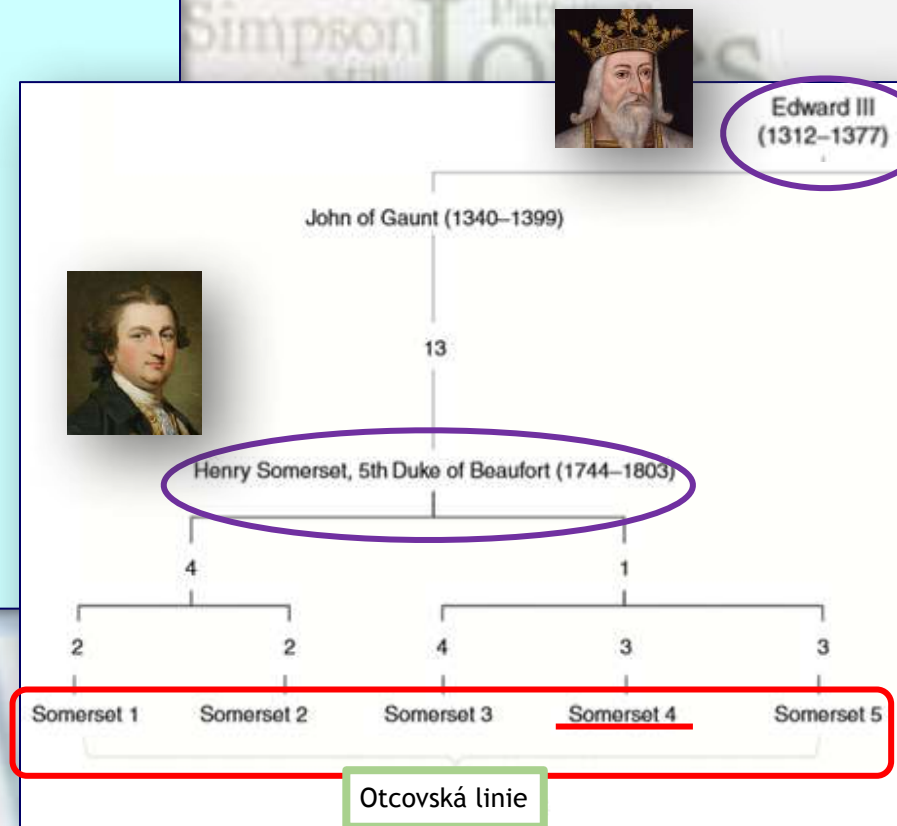 Simpson
Edward III
(1312–1377)
John of Gaunt (1340–1399)
13
Henry Somerset, 5th Duke of Beaufort (1744–1803)
4 1
2 2 4 3 3
Somerset 1 Somerset 2 Somerset 3 Somerset 4 Somerset 5
Otcovská linie